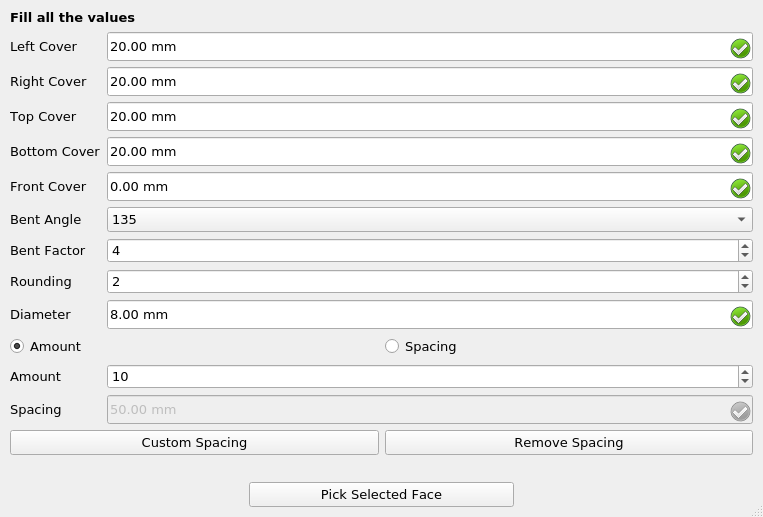 Fill all the values
Left Cover 20.00 mm
Right Cover 20.00 mm
Top Cover 20.00 mm
Bottom Cover 20.00 mm
Front Cover 0.00 mm
Bent Angle 135
Bent Factor 4
Rounding 2
Diameter 8.00 mm
Amount Spacing
Amount 10
Spacing 50.00 mm
Custom Spacing Remove Spacing
Pick Selected Face